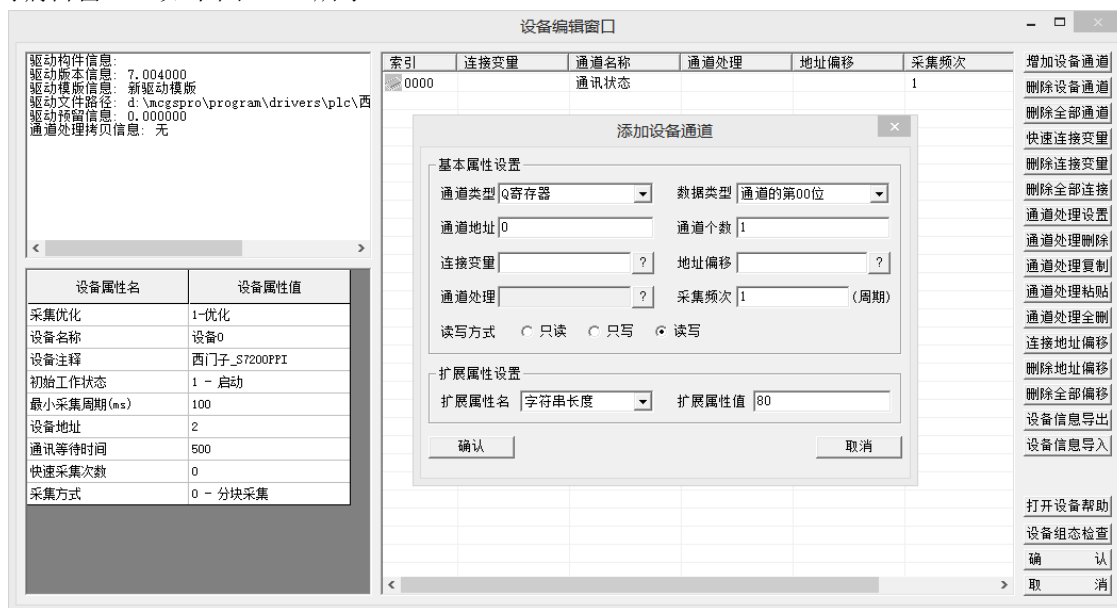 设备编辑窗口
驱动构件信息:
驱动版本信息: 7.004000
驱动模版信息: 新驱动模版
驱动文件路径: d:\mcgspro\program\drivers\plc\西
驱动预留信息: 0.000000
通道处理拷贝信息: 无
索引 连接变量 通道名称 通道处理 地址偏移 采集频次
0000 通讯状态 1
设备属性名 设备属性值
采集优化 1-优化
设备名称 设备0
设备注释 西门子_S7200PPI
初始工作状态 1 - 启动
最小采集周期(ms) 100
设备地址 2
通讯等待时间 500
快速采集次数 0
采集方式 0 - 分块采集
添加设备通道
基本属性设置
通道类型 Q寄存器 数据类型 通道的第00位
通道地址 0 通道个数 1
连接变量 ? 地址偏移 ?
通道处理 ? 采集频次 1 (周期)
读写方式 只读 只写 读写
扩展属性设置
扩展属性名 字符串长度 扩展属性值 80
确认 取消
增加设备通道
删除设备通道
删除全部通道
快速连接变量
删除连接变量
删除全部连接
通道处理设置
通道处理删除
通道处理复制
通道处理粘贴
通道处理全删
连接地址偏移
删除地址偏移
删除全部偏移
设备信息导出
设备信息导入
打开设备帮助
设备组态检查
确 认
取 消